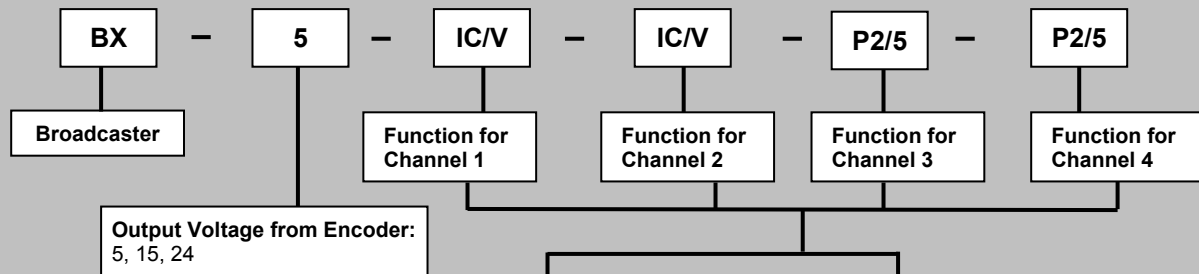 BX – 5 – IC/V – IC/V – P2/5 – P2/5
Broadcaster
Function for
Channel 1
Function for
Channel 2
Function for
Channel 3
Function for
Channel 4
Output Voltage from Encoder:
5, 15, 24